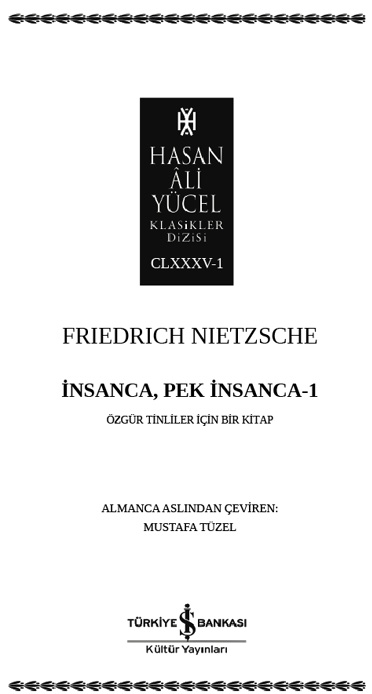 HASAN
ÂLİ
YÜCEL
KLASİKLER
DİZİSİ
CLXXXV-1
FRIEDRICH NIETZSCHE
İNSANCA, PEK İNSANCA-1
ÖZGÜR TİNLİLER İÇİN BİR KİTAP
ALMANCA ASLINDAN ÇEVİREN:
MUSTAFA TÜZEL
TÜRKİYE İŞ BANKASI
Kültür Yayınları